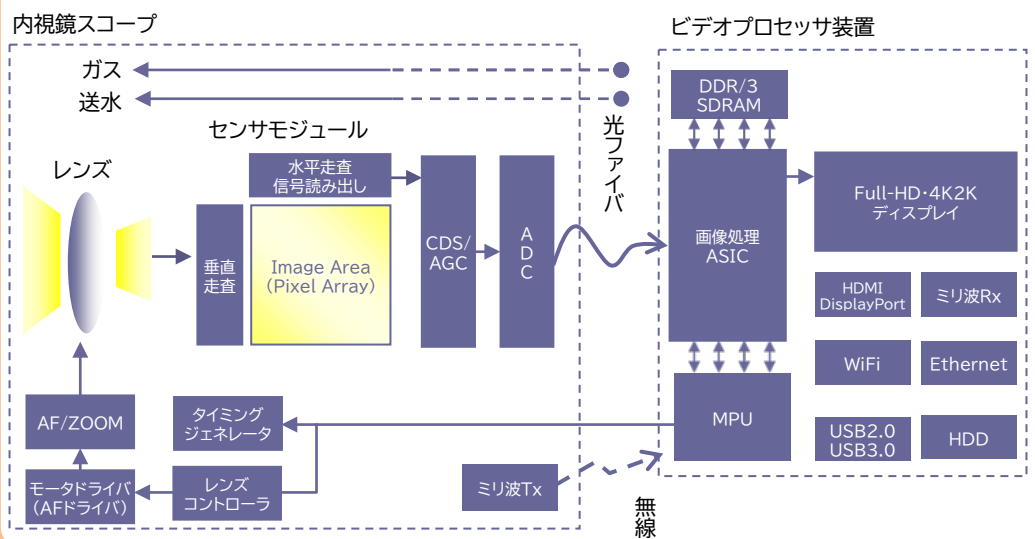 内視鏡スコープ
ビデオプロセッサ装置
ガス
送水
センサモジュール
レンズ
水平走査
信号読み出し
垂直
走査
Image Area
(Pixel Array)
CDS/
AGC
ADC
光ファイバ
DDR/3
SDRAM
画像処理
ASIC
Full-HD・4K2K
ディスプレイ
HDMI
DisplayPort
ミリ波Rx
WiFi
Ethernet
MPU
USB2.0
USB3.0
HDD
AF/ZOOM
タイミング
ジェネレータ
モータドライバ
(AFドライバ)
レンズ
コントローラ
ミリ波Tx
無線